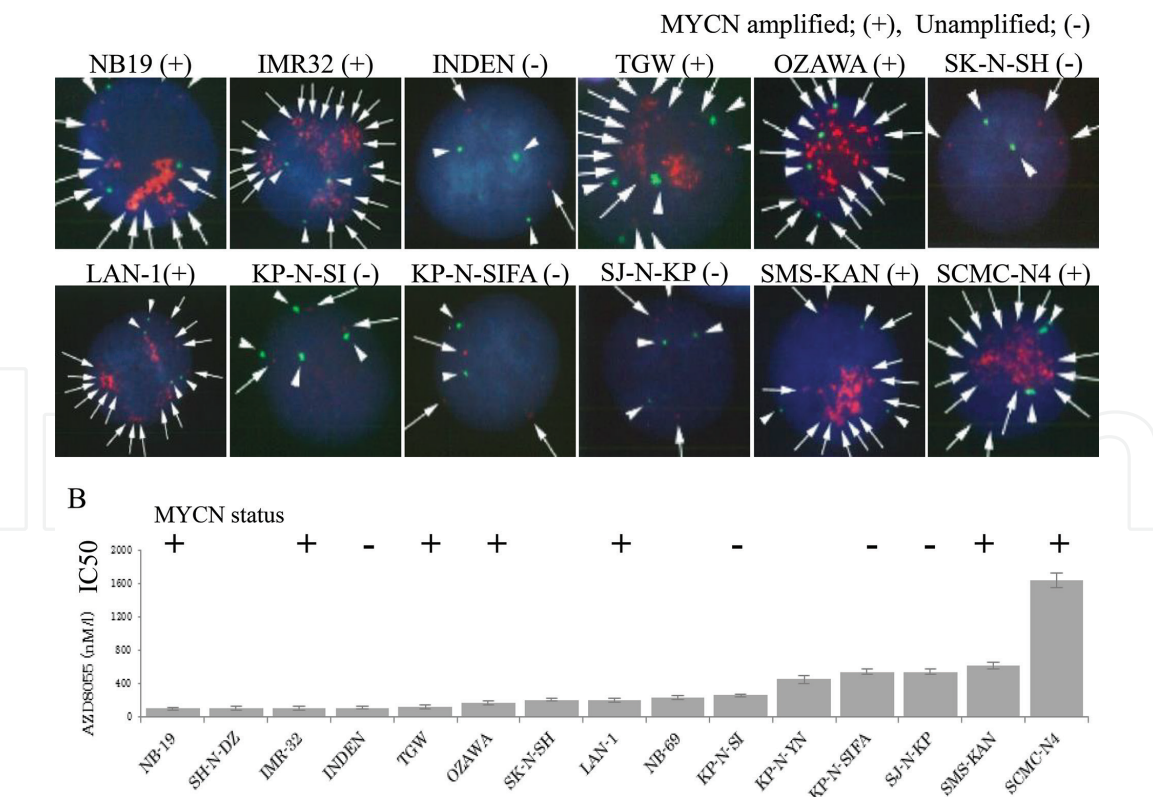 MYCN amplified; (+), Unamplified; (-)
NB19 (+) IMR32 (+) INDEN (-) TGW (+) OZAWA (+) SK-N-SH (-)
LAN-1(+) KP-N-SI (-) KP-N-SIFA (-) SJ-N-KP (-) SMS-KAN (+) SCMC-N4 (+)
B
MYCN status
+ + - + + + - - - + +
IC50
AZD8055 (nM/l)
2000
1600
1200
800
400
0
NB-19 SH-N-DZ IMR-32 INDEN TGW OZAWA SK-N-SH LAN-1 NB-69 KP-N-SI KP-N-YN KP-N-SIFA SJ-N-KP SMS-KAN SCMC-N4